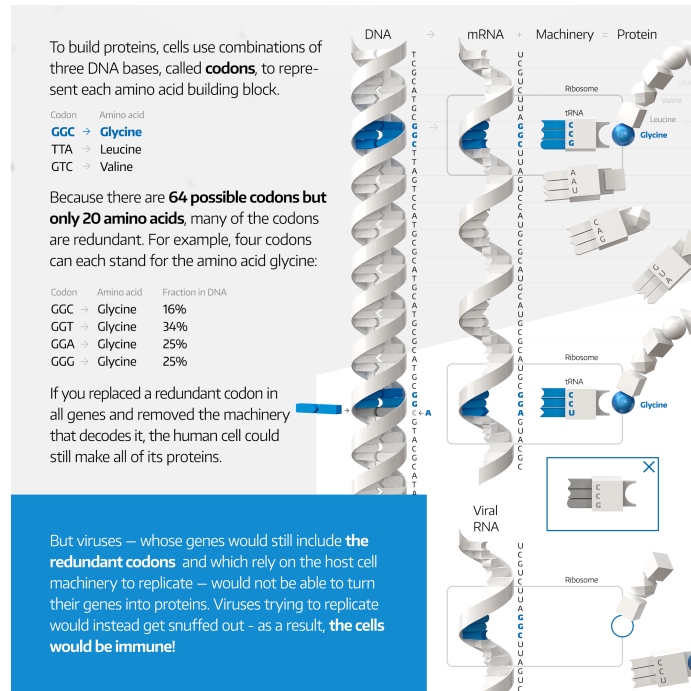 To build proteins, cells use combinations of
three DNA bases, called codons, to repre-
sent each amino acid building block.
Codon Amino acid
GGC → Glycine
TTA → Leucine
GTC → Valine
Because there are 64 possible codons but
only 20 amino acids, many of the codons
are redundant. For example, four codons
can each stand for the amino acid glycine:
Codon Amino acid Fraction in DNA
GGC → Glycine 16%
GGT → Glycine 34%
GGA → Glycine 25%
GGG → Glycine 25%
If you replaced a redundant codon in
all genes and removed the machinery
that decodes it, the human cell could
still make all of its proteins.
But viruses – whose genes would still include the
redundant codons and which rely on the host cell
machinery to replicate – would not be able to turn
their genes into proteins. Viruses trying to replicate
would instead get snuffed out - as a result, the cells
would be immune!
DNA → mRNA + Machinery = Protein
Ribosome
tRNA
CCG
Glycine
Leucine
Valine
AAU
CAG
GUA
Ribosome
tRNA
CCU
Glycine
← A
CCG
Viral
RNA
Ribosome
UCGUCUUAGGCUUAGUC
CCU